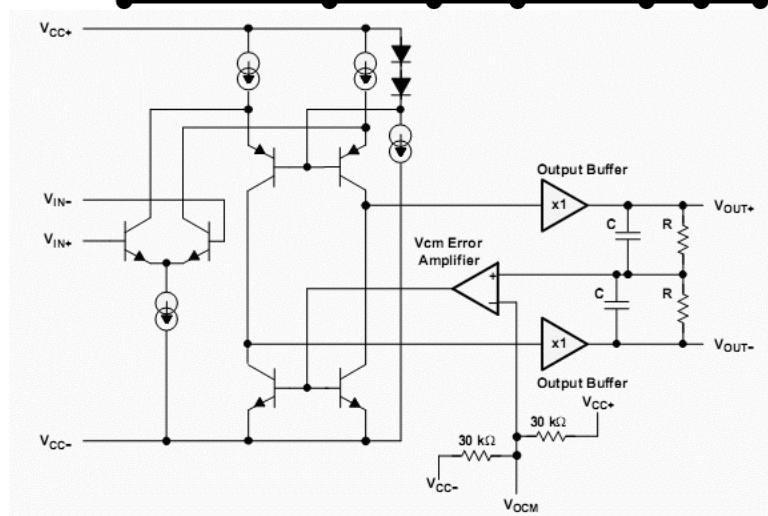 VCC+
Output Buffer
VIN–
x1
VOUT+
C
R
VIN+
Vcm Error
Amplifier
+
–
C
R
x1
VOUT–
Output Buffer
VCC+
VCC–
30 kΩ
30 kΩ
VCC–
VOCM